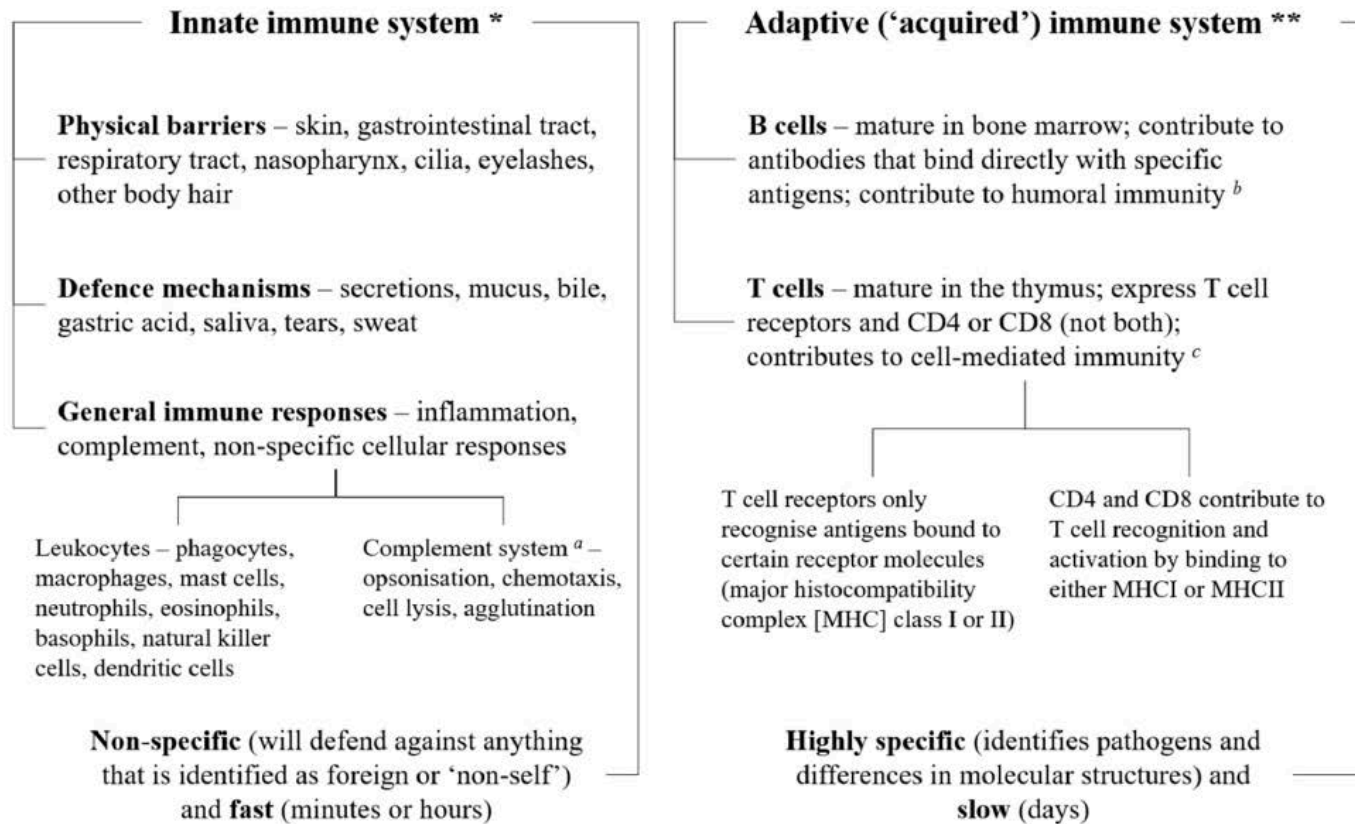 Innate immune system *
Physical barriers – skin, gastrointestinal tract,
respiratory tract, nasopharynx, cilia, eyelashes,
other body hair
Defence mechanisms – secretions, mucus, bile,
gastric acid, saliva, tears, sweat
General immune responses – inflammation,
complement, non-specific cellular responses
Leukocytes – phagocytes,
macrophages, mast cells,
neutrophils, eosinophils,
basophils, natural killer
cells, dendritic cells
Complement system a –
opsonisation, chemotaxis,
cell lysis, agglutination
Non-specific (will defend against anything
that is identified as foreign or ‘non-self’)
and fast (minutes or hours)
Adaptive (‘acquired’) immune system **
B cells – mature in bone marrow; contribute to
antibodies that bind directly with specific
antigens; contribute to humoral immunity b
T cells – mature in the thymus; express T cell
receptors and CD4 or CD8 (not both);
contributes to cell-mediated immunity c
T cell receptors only
recognise antigens bound to
certain receptor molecules
(major histocompatibility
complex [MHC] class I or II)
CD4 and CD8 contribute to
T cell recognition and
activation by binding to
either MHCI or MHCII
Highly specific (identifies pathogens and
differences in molecular structures) and
slow (days)